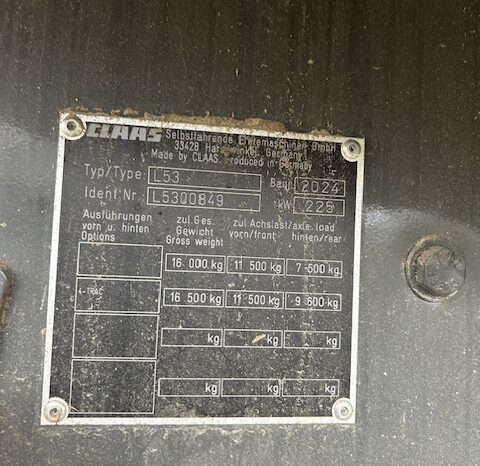 CLAAS Selbstfahrende Erntemaschinen GmbH
33428 Harsewinkel, Germany
Made by CLAAS, produced in Germany
Typ/Type L53 Bauj. 2024
Ident Nr. L5300849 kW 225
Ausführungen vorn u. hinten Options
zul. Ges. Gewicht Gross weight
zul Achslast/axle load
vorn/front hinten/rear
16 000 kg 11 500 kg 7 500 kg
4-TRAC 16 500 kg 11 500 kg 9 600 kg
kg kg kg
kg kg kg